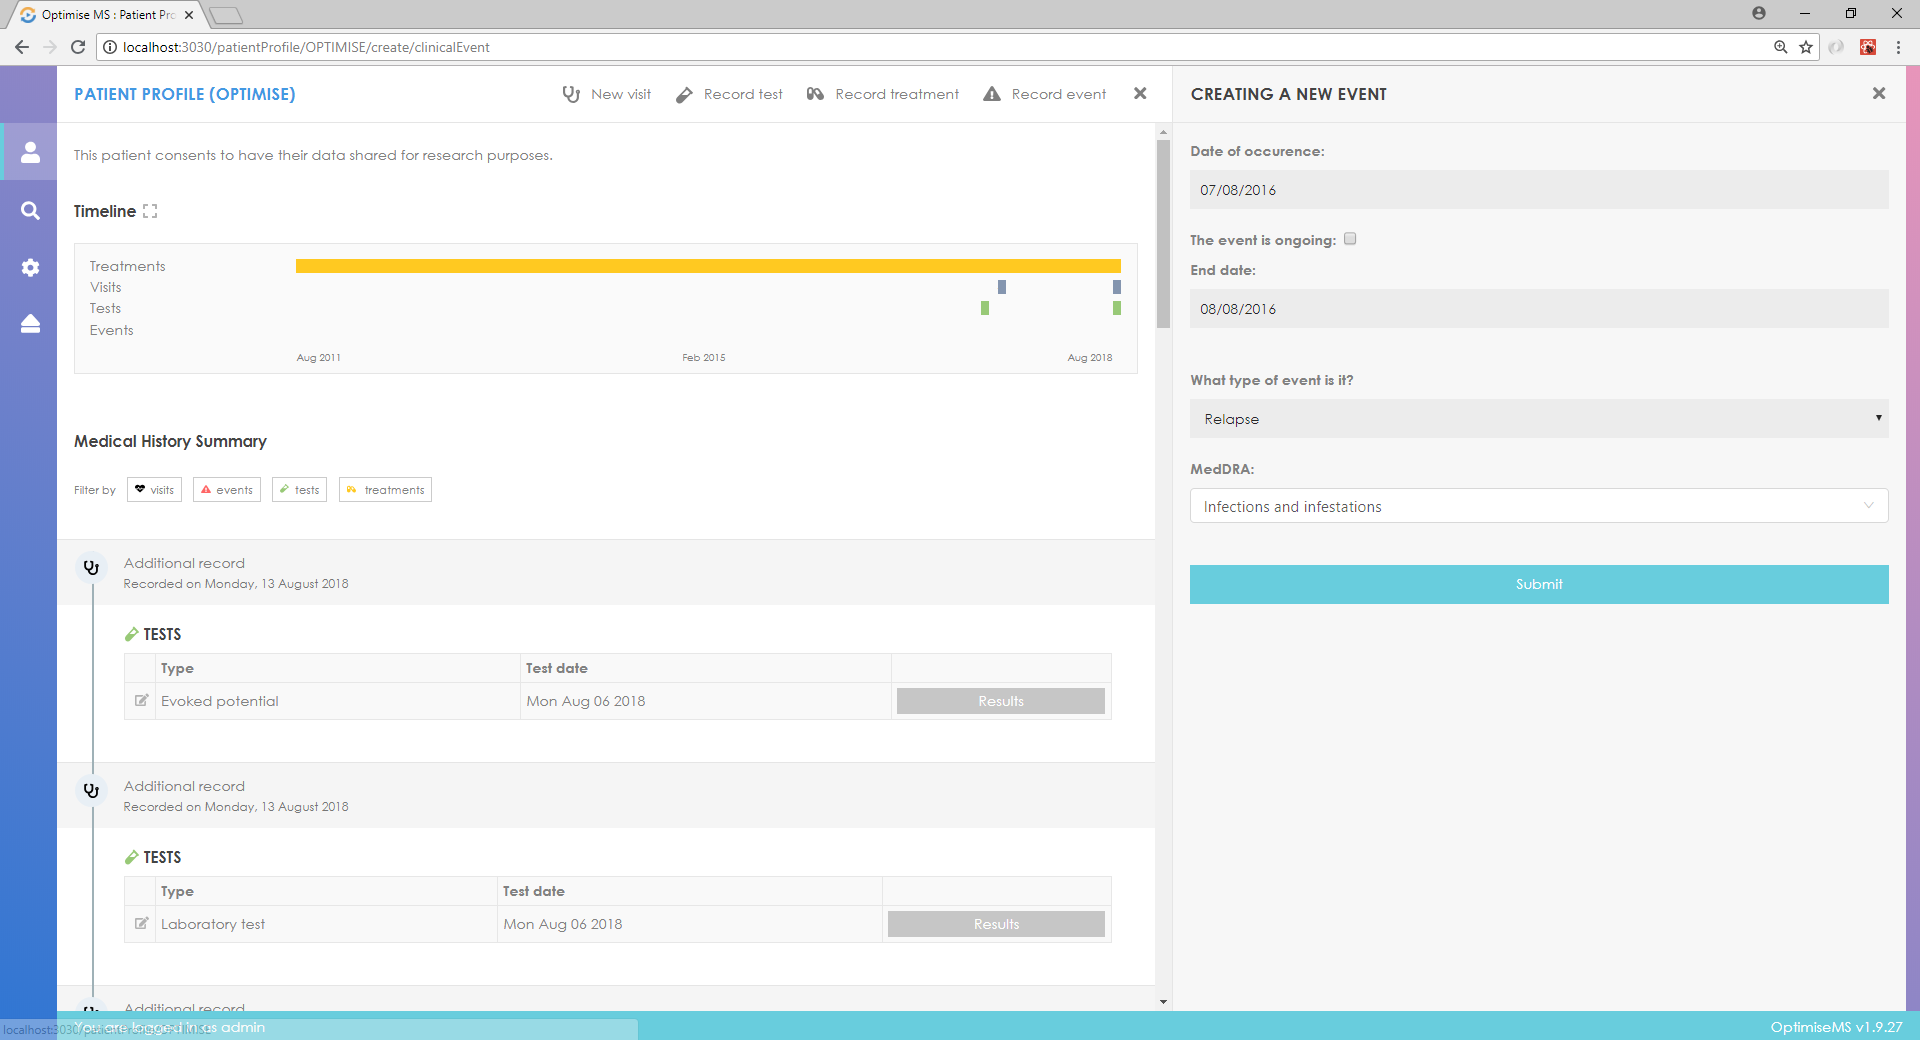 Optimise MS : Patient Pro
localhost:3030/patientProfile/OPTIMISE/create/clinicalEvent
PATIENT PROFILE (OPTIMISE)
New visit
Record test
Record treatment
Record event
This patient consents to have their data shared for research purposes.
Timeline
Treatments
Visits
Tests
Events
Aug 2011
Feb 2015
Aug 2018
Medical History Summary
Filter by
visits
events
tests
treatments
Additional record
Recorded on Monday, 13 August 2018
TESTS
Type
Test date
Evoked potential
Mon Aug 06 2018
Results
Additional record
Recorded on Monday, 13 August 2018
TESTS
Type
Test date
Laboratory test
Mon Aug 06 2018
Results
Additional record
CREATING A NEW EVENT
Date of occurence:
07/08/2016
The event is ongoing:
End date:
08/08/2016
What type of event is it?
Relapse
MedDRA:
Infections and infestations
Submit
You are logged in as admin
localhost:3030/patientProfile/OPTIMISE
OptimiseMS v1.9.27